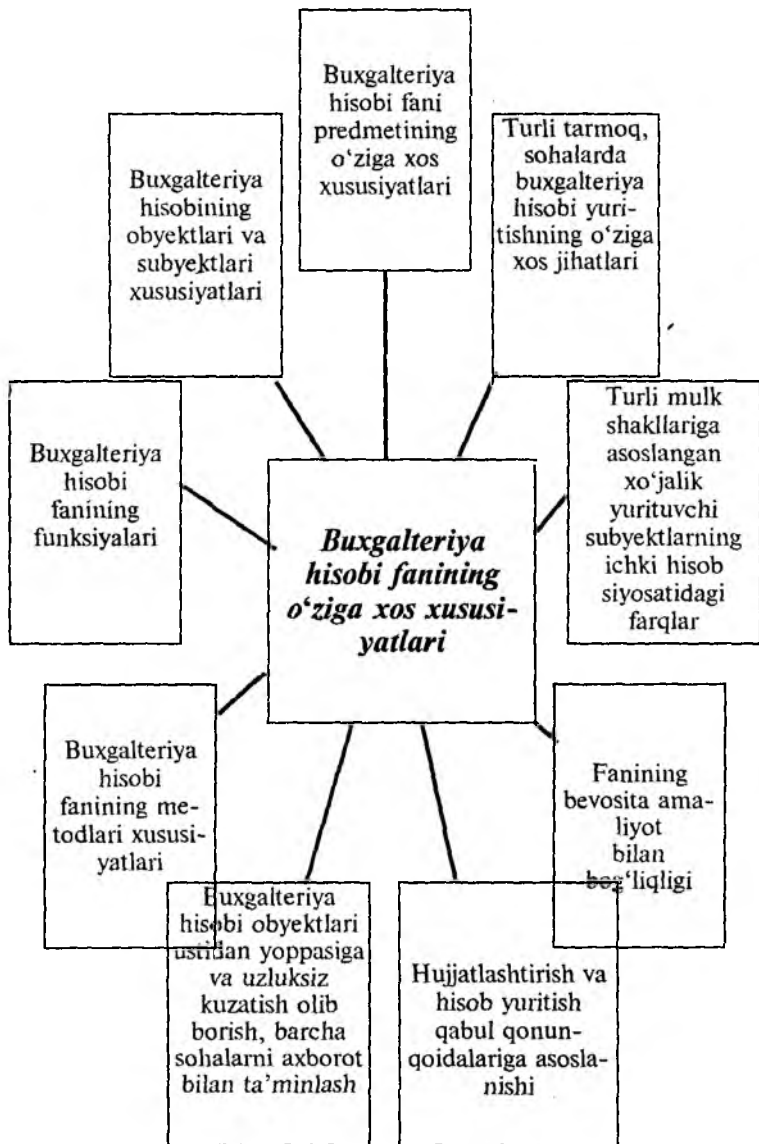 Buxgalteriya
hisobi fani
predmetining
o‘ziga xos
xususiyatlari
Turli tarmoq,
sohalarda
buxgalteriya
hisobi yuri-
tishning o‘ziga
xos jihatlari
Buxgalteriya
hisobining
obyektlari va
subyektlari
xususiyatlari
Turli mulk
shakllariga
asoslangan
xo‘jalik
yurituvchi
subyektlarning
ichki hisob
siyosatidagi
farqlar
Buxgalteriya
hisobi
fanining
funksiyalari
Buxgalteriya
hisobi fanining
o‘ziga xos xususi-
yatlari
Buxgalteriya
hisobi
fanining me-
todlari xususi-
yatlari
Fanining
bevosita ama-
liyot
bilan
bog‘liqligi
Buxgalteriya
hisobi obyektlari
ustidan yoppasiga
va uzluksiz
kuzatish olib
borish, barcha
sohalarni axborot
bilan ta’minlash
Hujjatlashtirish va
hisob yuritish
qabul qonun-
qoidalariga asosla-
nishi